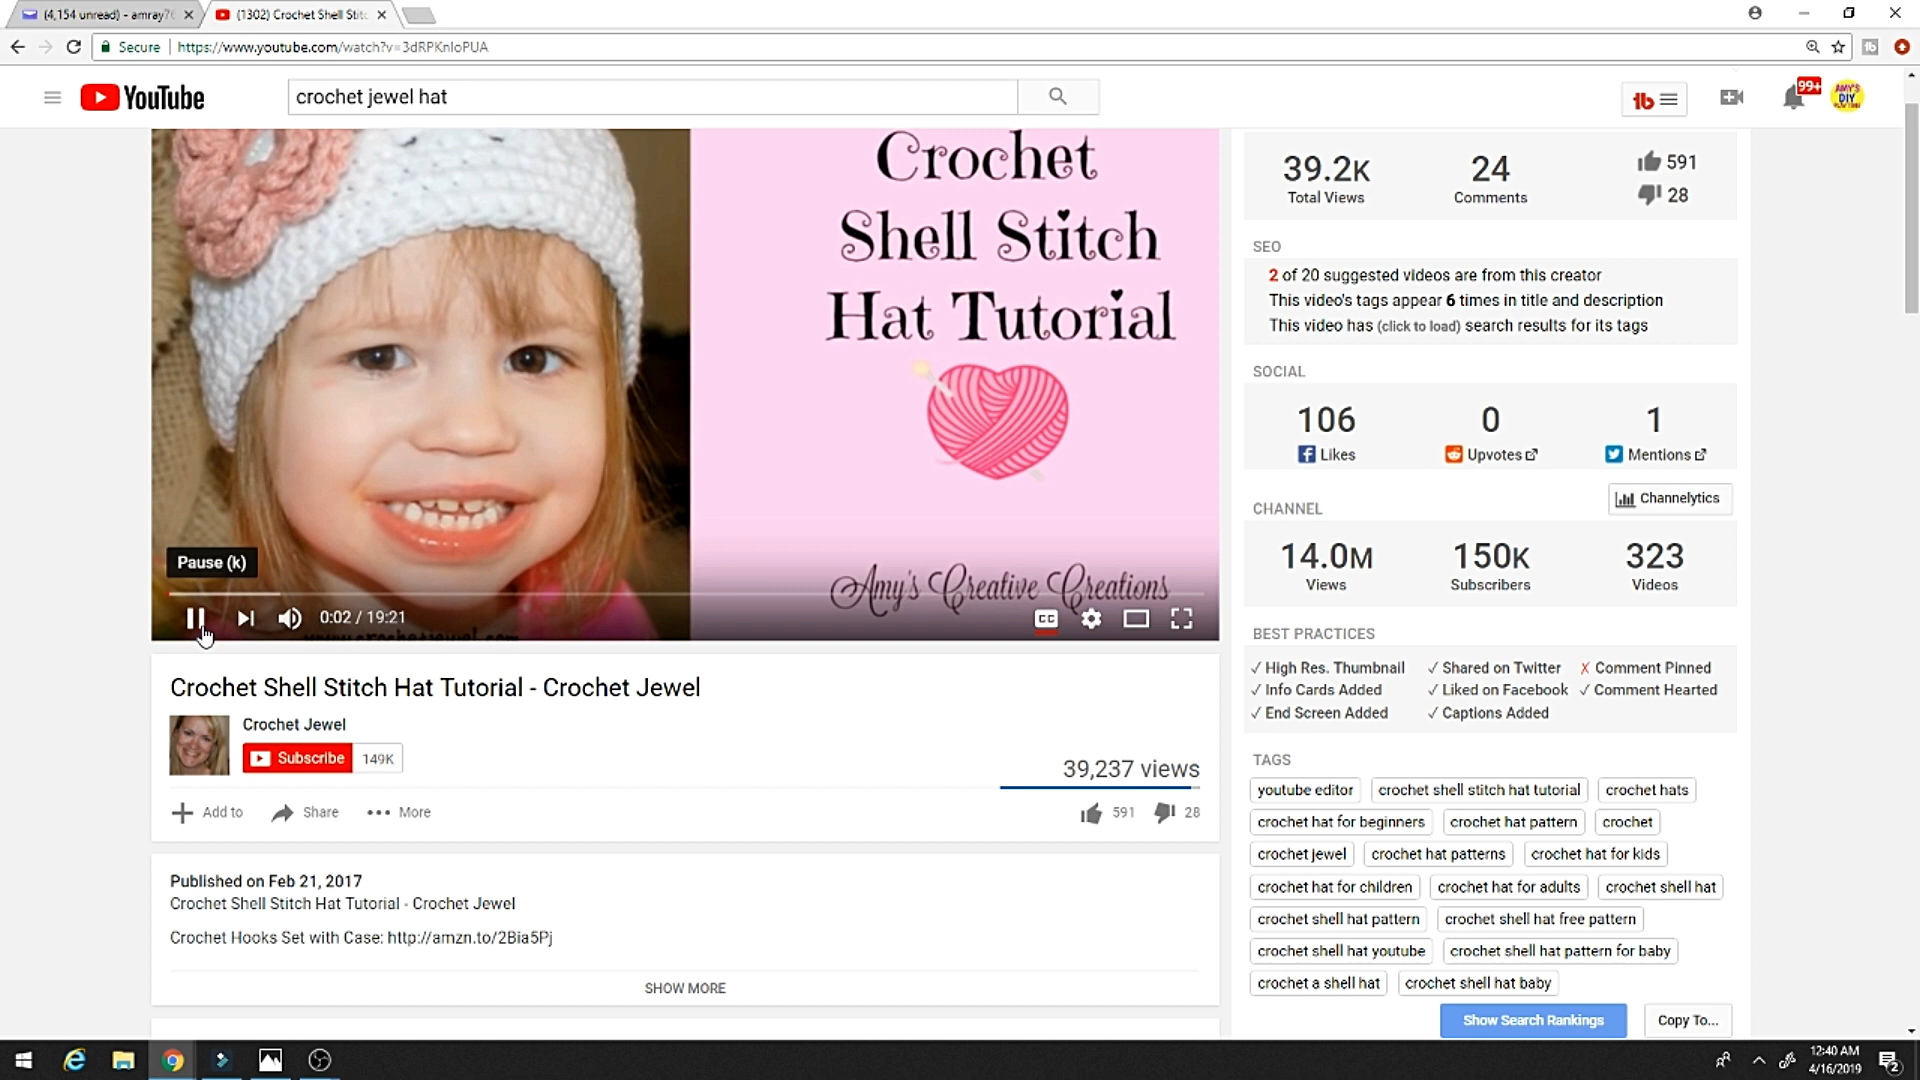 (4,154 unread) - amray7
(1302) Crochet Shell Stitc
Secure
https://www.youtube.com/watch?v=3dRPKnloPUA
YouTube
crochet jewel hat
99+
AMY'S
DIY
Crochet
Shell Stitch
Hat Tutorial
Amy's Creative Creations
Pause (k)
0:02 / 19:21
CC
www.crochetjewel.com
Crochet Shell Stitch Hat Tutorial - Crochet Jewel
Crochet Jewel
Subscribe 149K
39,237 views
Add to Share More
591 28
Published on Feb 21, 2017
Crochet Shell Stitch Hat Tutorial - Crochet Jewel
Crochet Hooks Set with Case: http://amzn.to/2Bia5Pj
SHOW MORE
39.2K 24 591
Total Views Comments 28
SEO
2 of 20 suggested videos are from this creator
This video's tags appear 6 times in title and description
This video has (click to load) search results for its tags
SOCIAL
106 0 1
Likes Upvotes Mentions
CHANNEL Channelytics
14.0M 150K 323
Views Subscribers Videos
BEST PRACTICES
✓ High Res. Thumbnail ✓ Shared on Twitter ✗ Comment Pinned
✓ Info Cards Added ✓ Liked on Facebook ✓ Comment Hearted
✓ End Screen Added ✓ Captions Added
TAGS
youtube editor crochet shell stitch hat tutorial crochet hats
crochet hat for beginners crochet hat pattern crochet
crochet jewel crochet hat patterns crochet hat for kids
crochet hat for children crochet hat for adults crochet shell hat
crochet shell hat pattern crochet shell hat free pattern
crochet shell hat youtube crochet shell hat pattern for baby
crochet a shell hat crochet shell hat baby
Show Search Rankings Copy To...
12:40 AM
4/16/2019
2